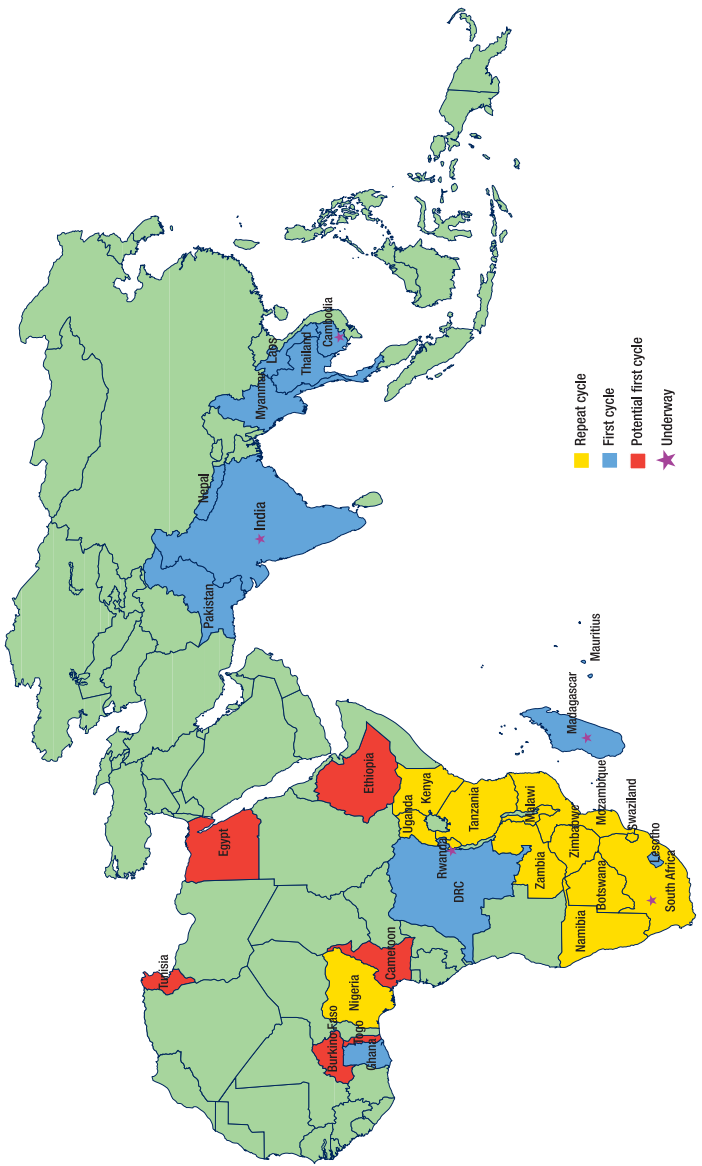 Tunisia
Egypt
Pakistan
Nepal
India
Myanmar
Laos
Thailand
Cambodia
Burkino Faso
Togo
Ghana
Nigeria
Cameroon
Ethiopia
Uganda
Kenya
Rwanda
DRC
Tanzania
Malawi
Zambia
Zimbabwe
Mozambique
Madagascar
Mauritius
Namibia
Botswana
Swaziland
Lesotho
South Africa
Repeat cycle
First cycle
Potential first cycle
Underway